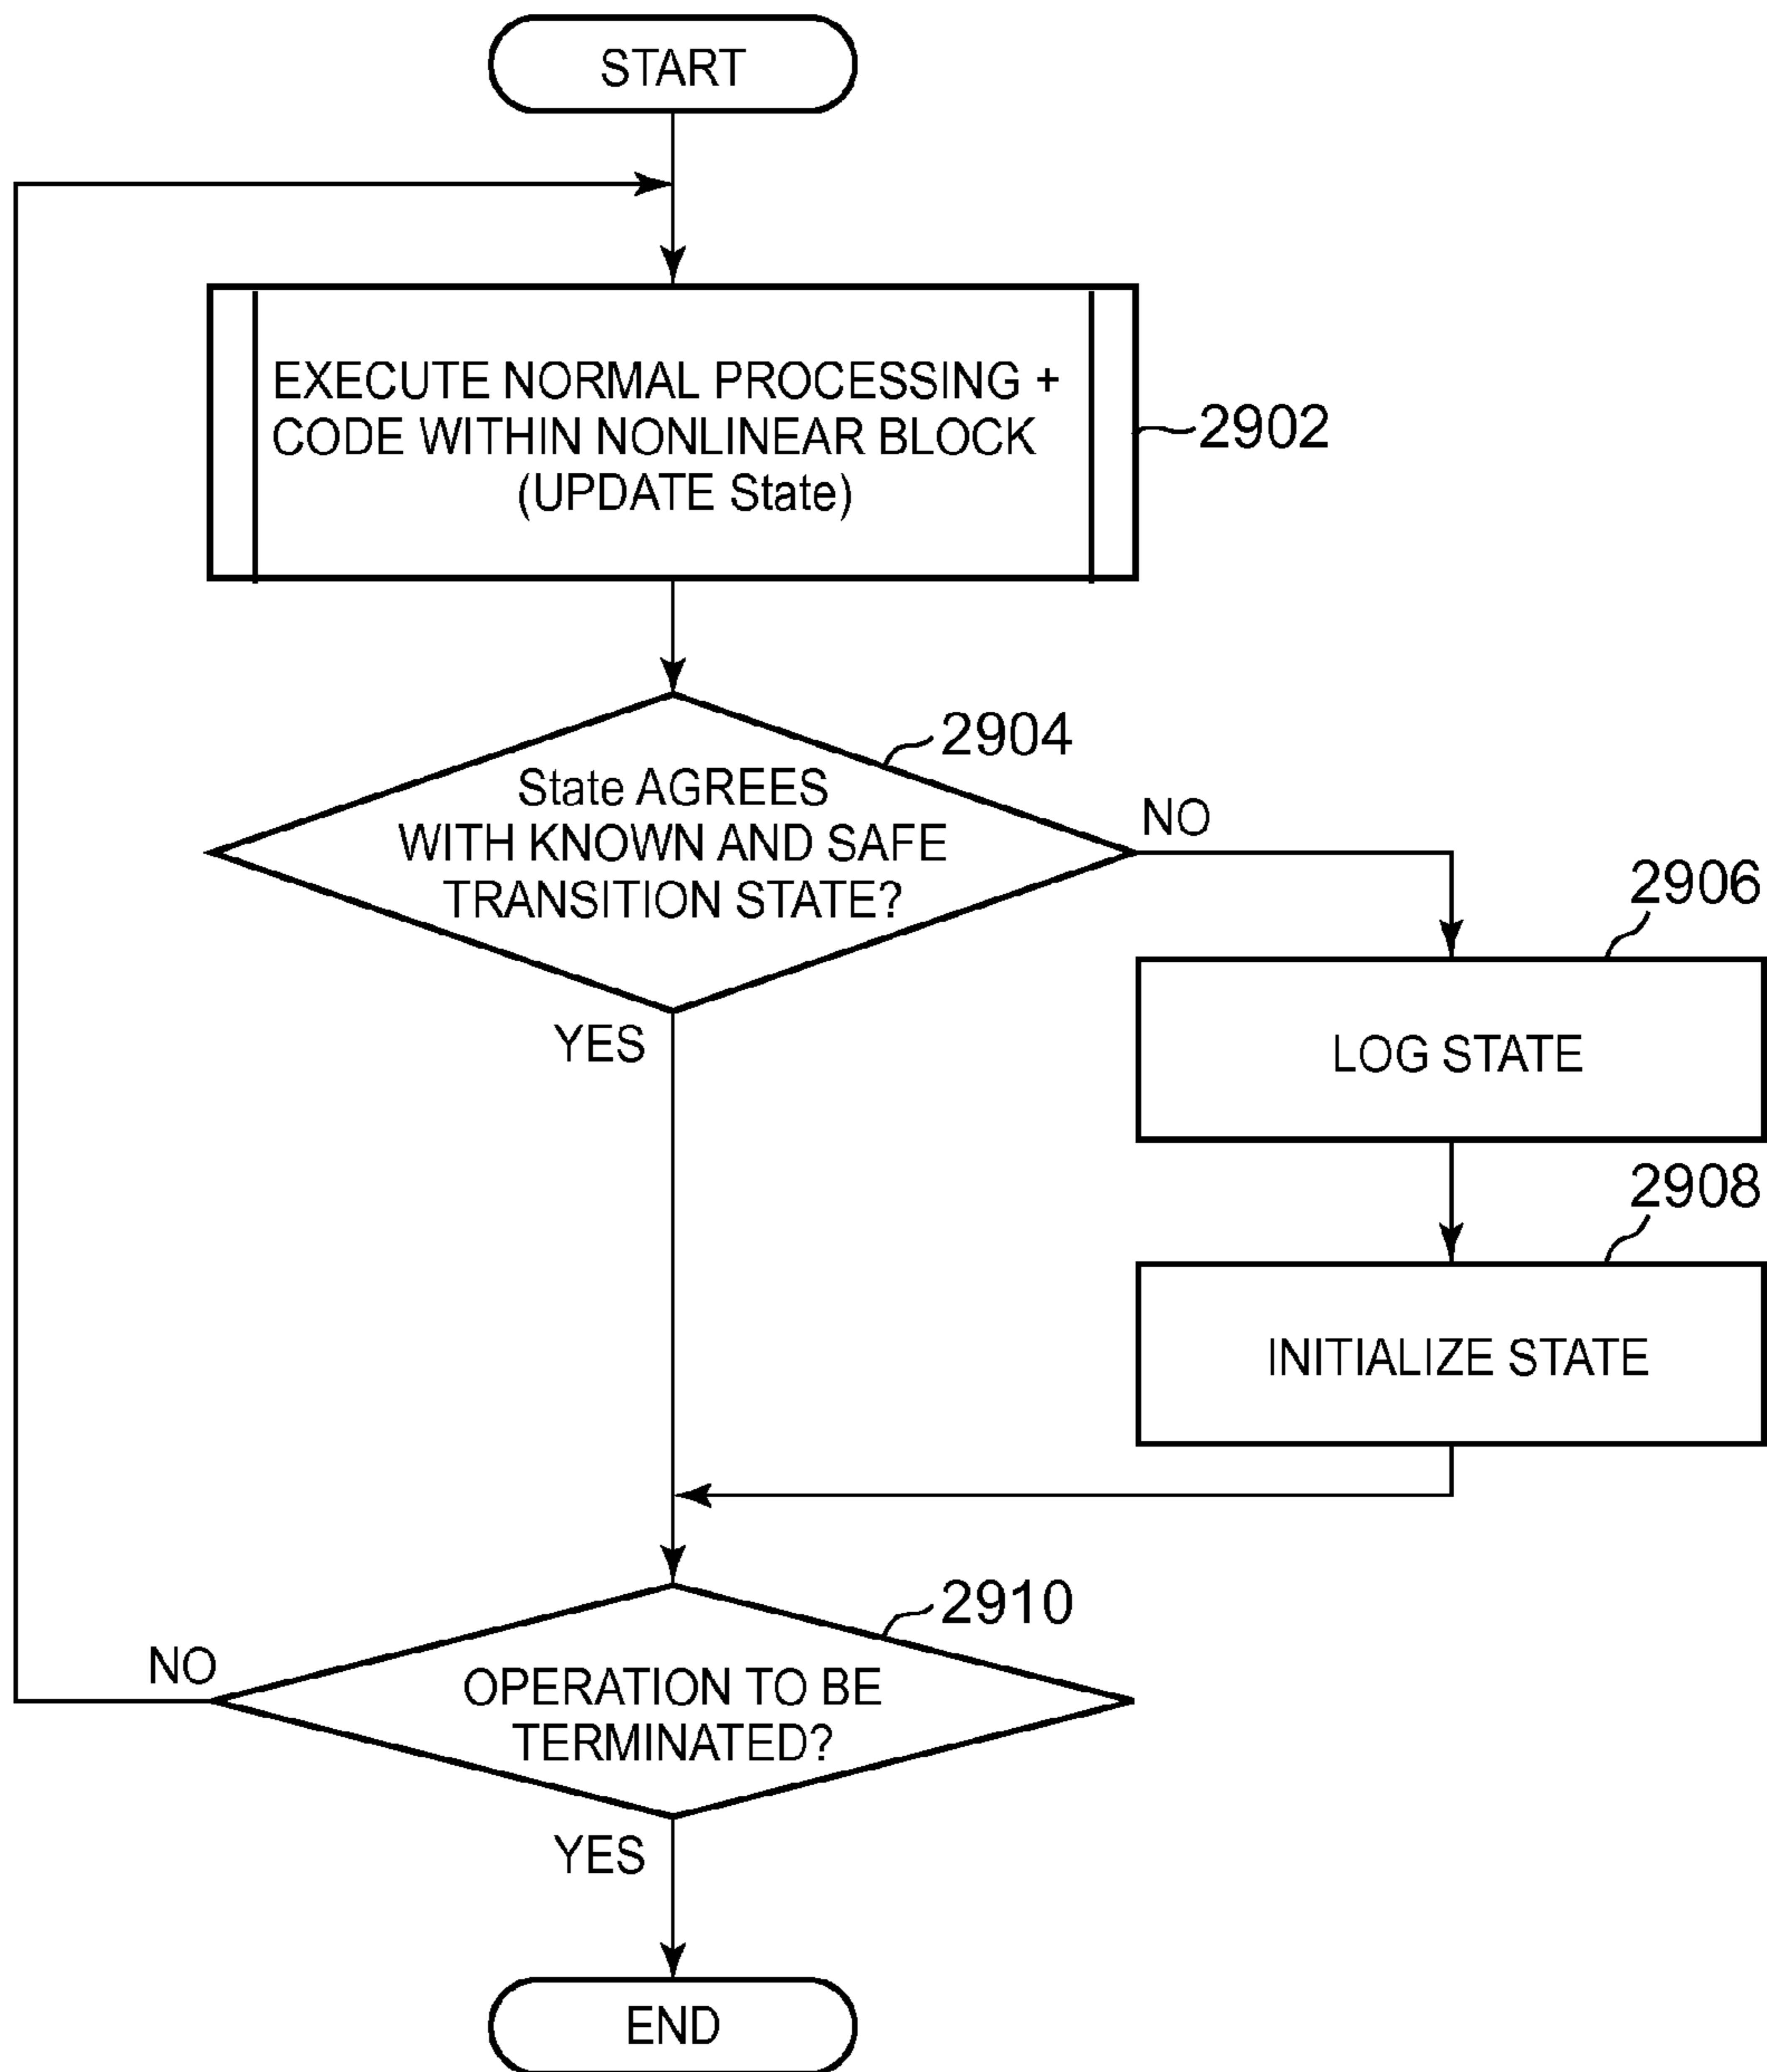 START
EXECUTE NORMAL PROCESSING +
CODE WITHIN NONLINEAR BLOCK
(UPDATE State)
2902
2904
State AGREES
WITH KNOWN AND SAFE
TRANSITION STATE?
NO
YES
2906
LOG STATE
2908
INITIALIZE STATE
2910
OPERATION TO BE
TERMINATED?
NO
YES
END